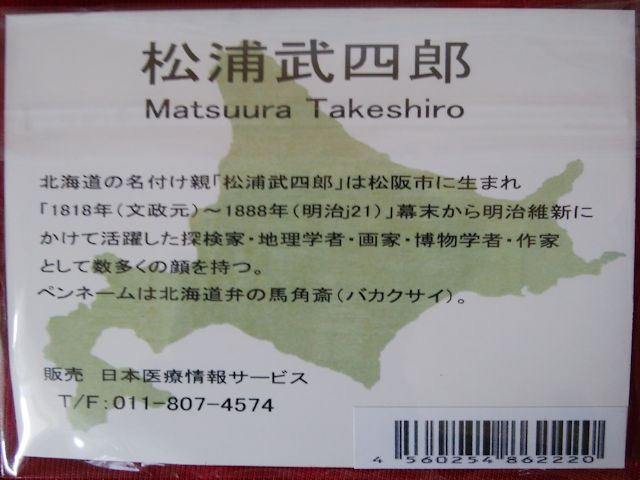 松浦武四郎
Matsuura Takeshiro
北海道の名付け親「松浦武四郎」は松阪市に生まれ
「1818年(文政元)～1888年(明治j21)」幕末から明治維新に
かけて活躍した探検家・地理学者・画家・博物学者・作家
として数多くの顔を持つ。
ペンネームは北海道弁の馬角斎(バカクサイ)。
販売 日本医療情報サービス
T/F:011-807-4574
4 560254 862220